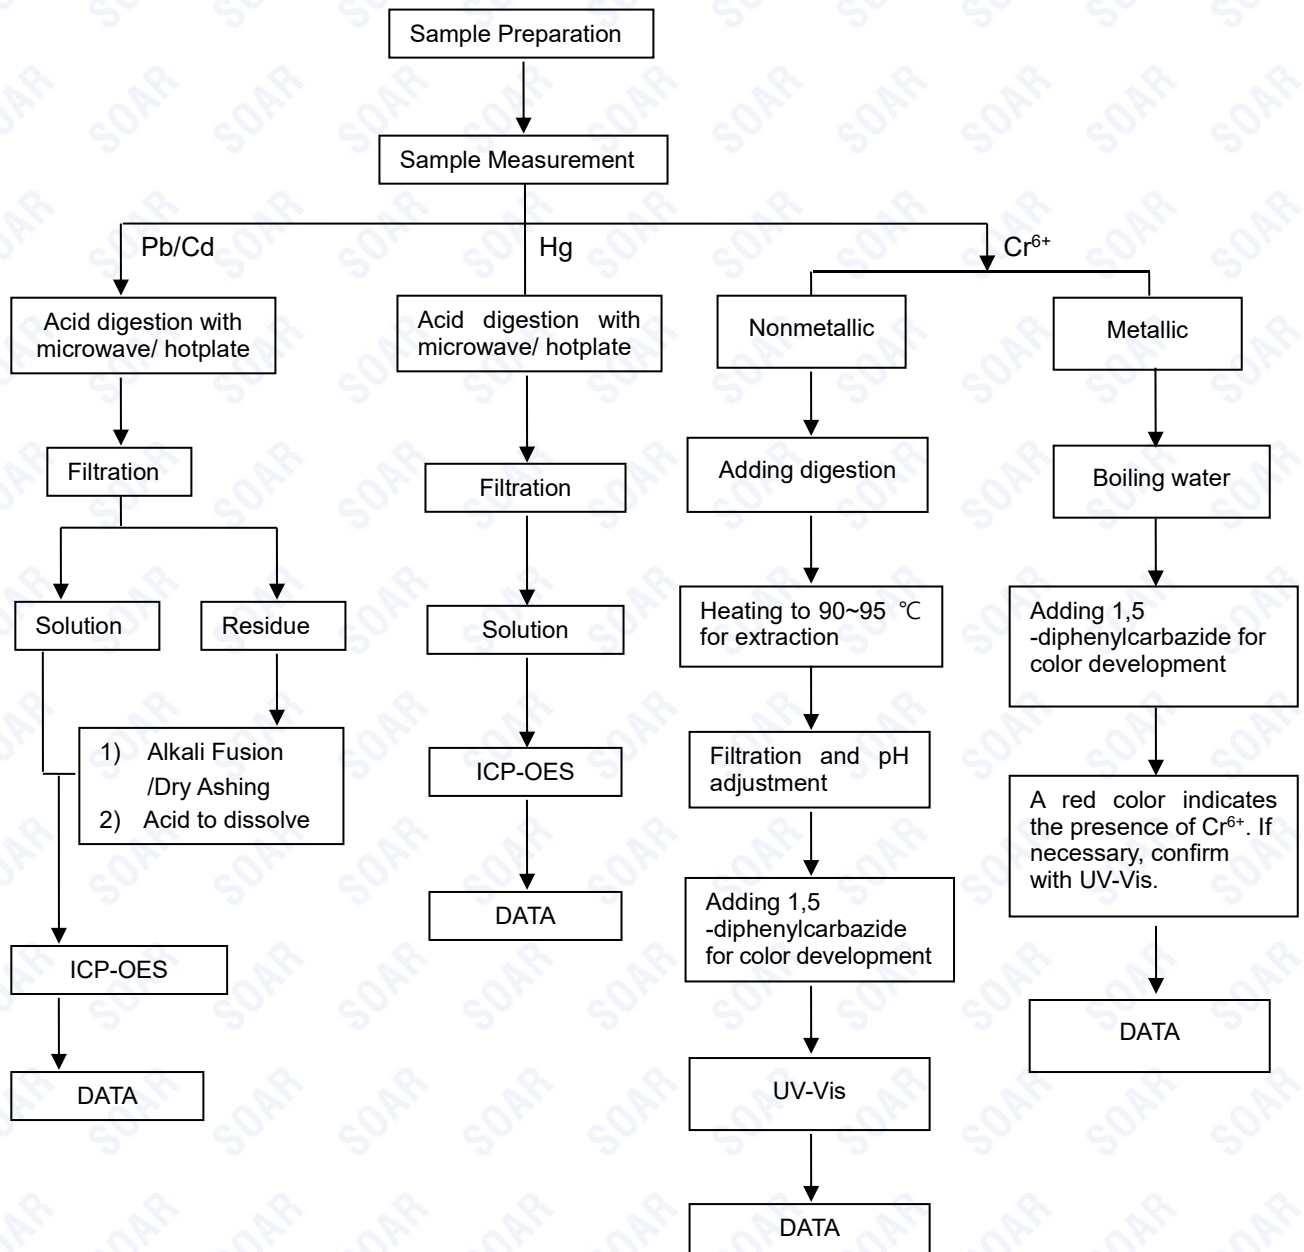 Sample Preparation
Sample Measurement
Pb/Cd
Hg
Cr⁶⁺
Acid digestion with
microwave/ hotplate
Filtration
Solution
Residue
1) Alkali Fusion
/Dry Ashing
2) Acid to dissolve
ICP-OES
DATA
Acid digestion with
microwave/ hotplate
Filtration
Solution
ICP-OES
DATA
Nonmetallic
Adding digestion
Heating to 90~95 ℃
for extraction
Filtration and pH
adjustment
Adding 1,5
-diphenylcarbazide
for color development
UV-Vis
DATA
Metallic
Boiling water
Adding 1,5
-diphenylcarbazide for
color development
A red color indicates
the presence of Cr⁶⁺. If
necessary, confirm
with UV-Vis.
DATA
SOAR